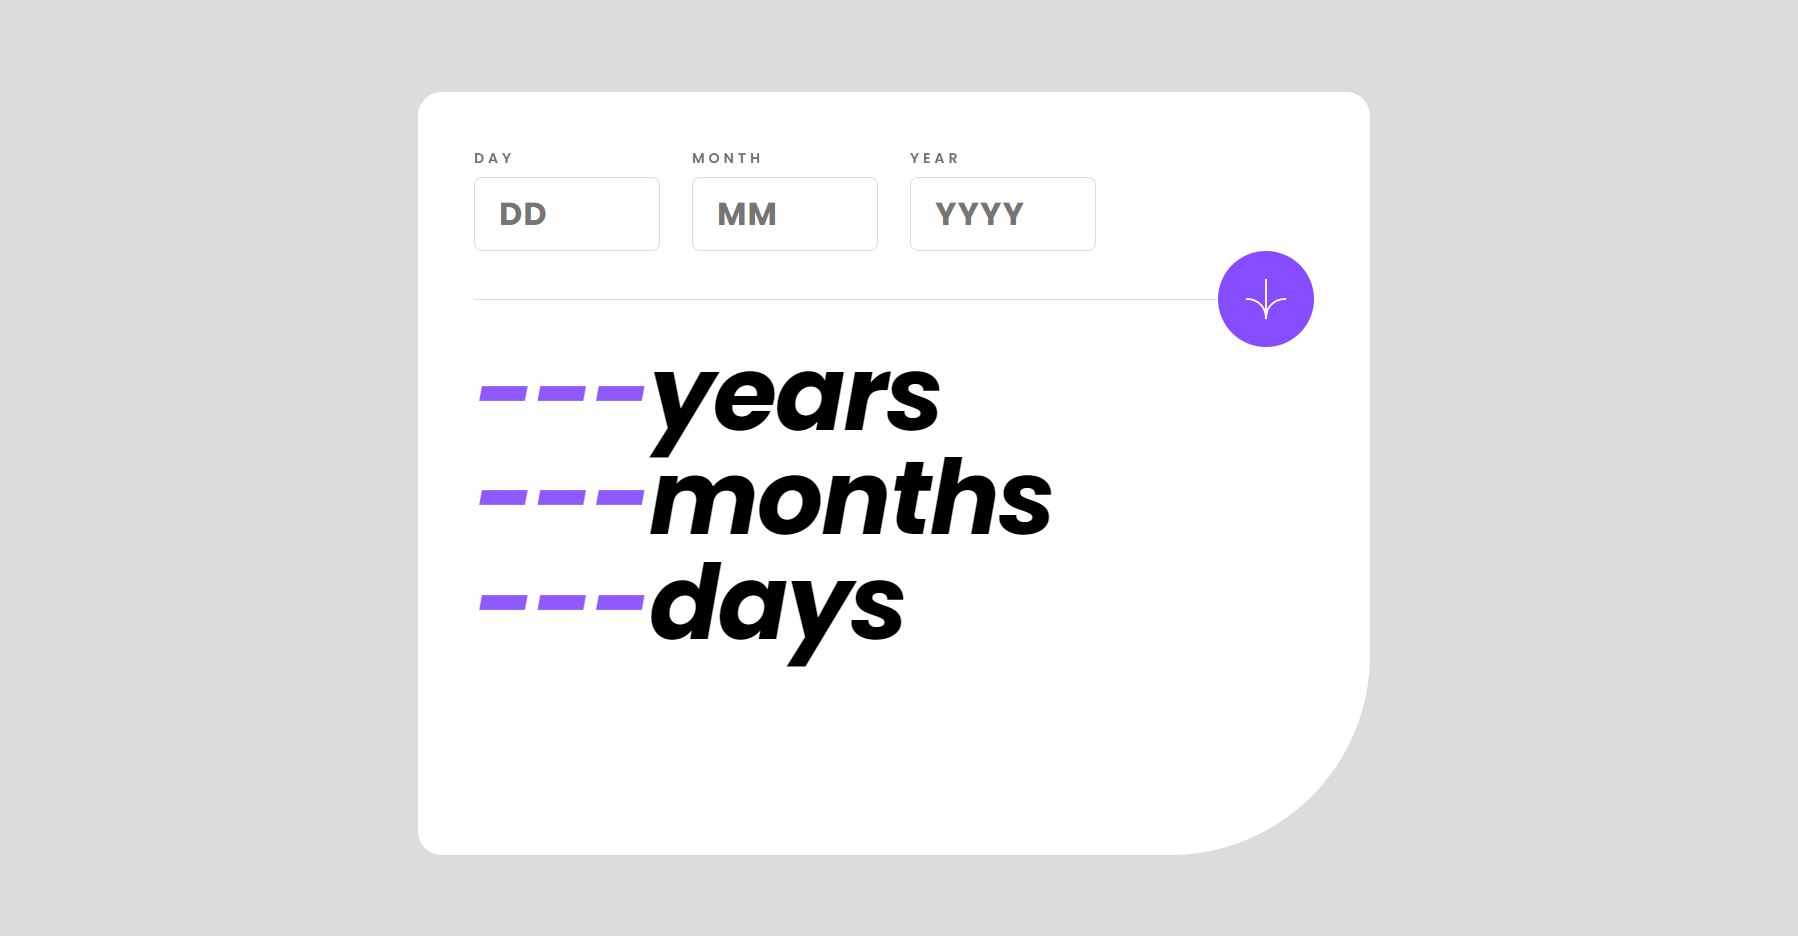 DAY MONTH YEAR
DD MM YYYY
---years
---months
---days